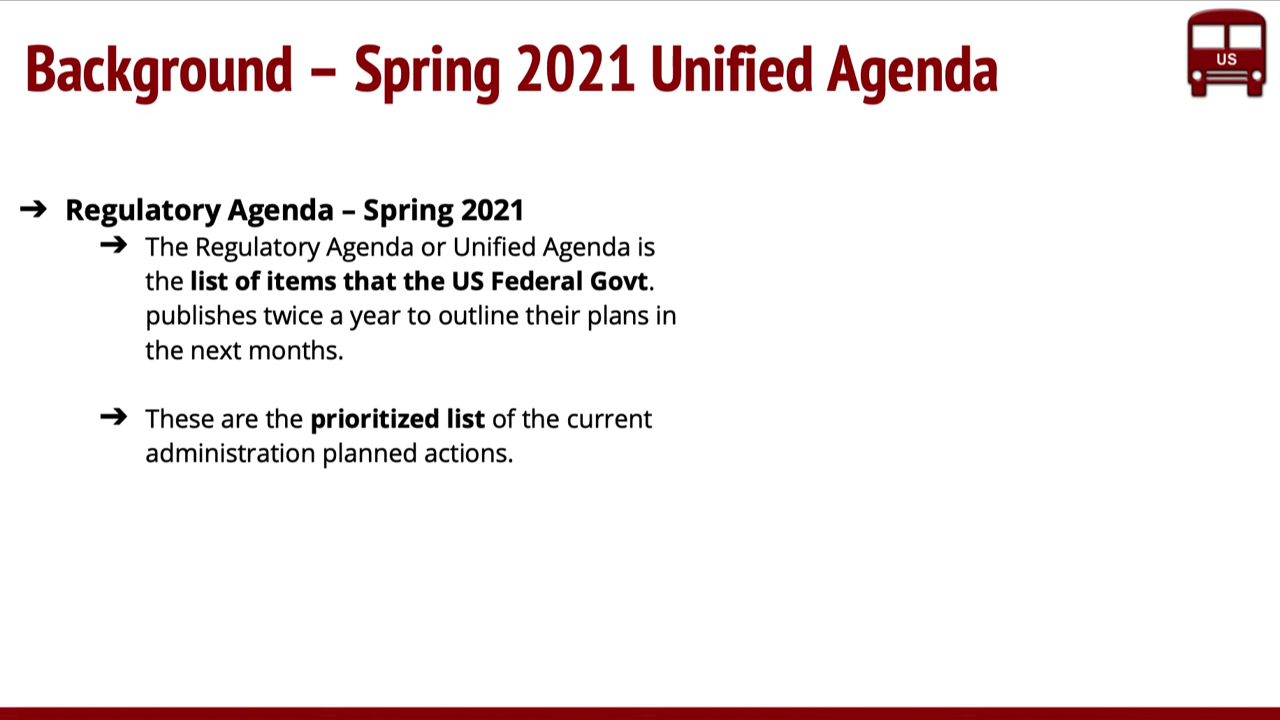 Background – Spring 2021 Unified Agenda
US
➔ Regulatory Agenda – Spring 2021
➔ The Regulatory Agenda or Unified Agenda is
the list of items that the US Federal Govt.
publishes twice a year to outline their plans in
the next months.
➔ These are the prioritized list of the current
administration planned actions.